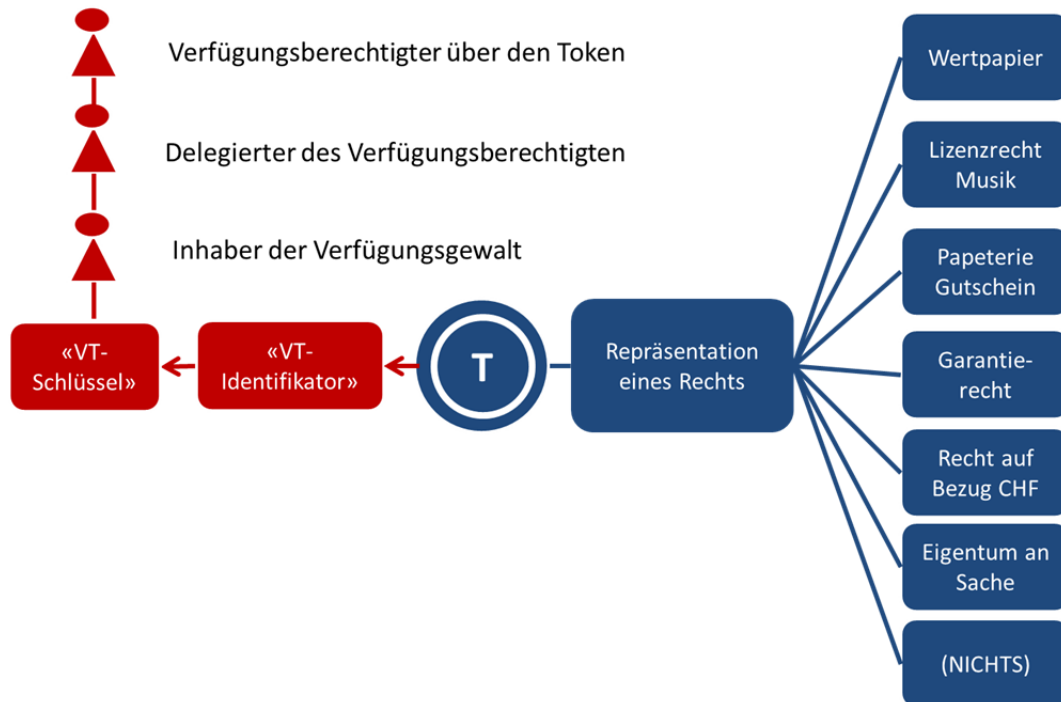 Verfügungsberechtigter über den Token
Delegierter des Verfügungsberechtigten
Inhaber der Verfügungsgewalt
«VT-
Schlüssel»
«VT-
Identifikator»
T
Repräsentation
eines Rechts
Wertpapier
Lizenzrecht
Musik
Papeterie
Gutschein
Garantie-
recht
Recht auf
Bezug CHF
Eigentum an
Sache
(NICHTS)